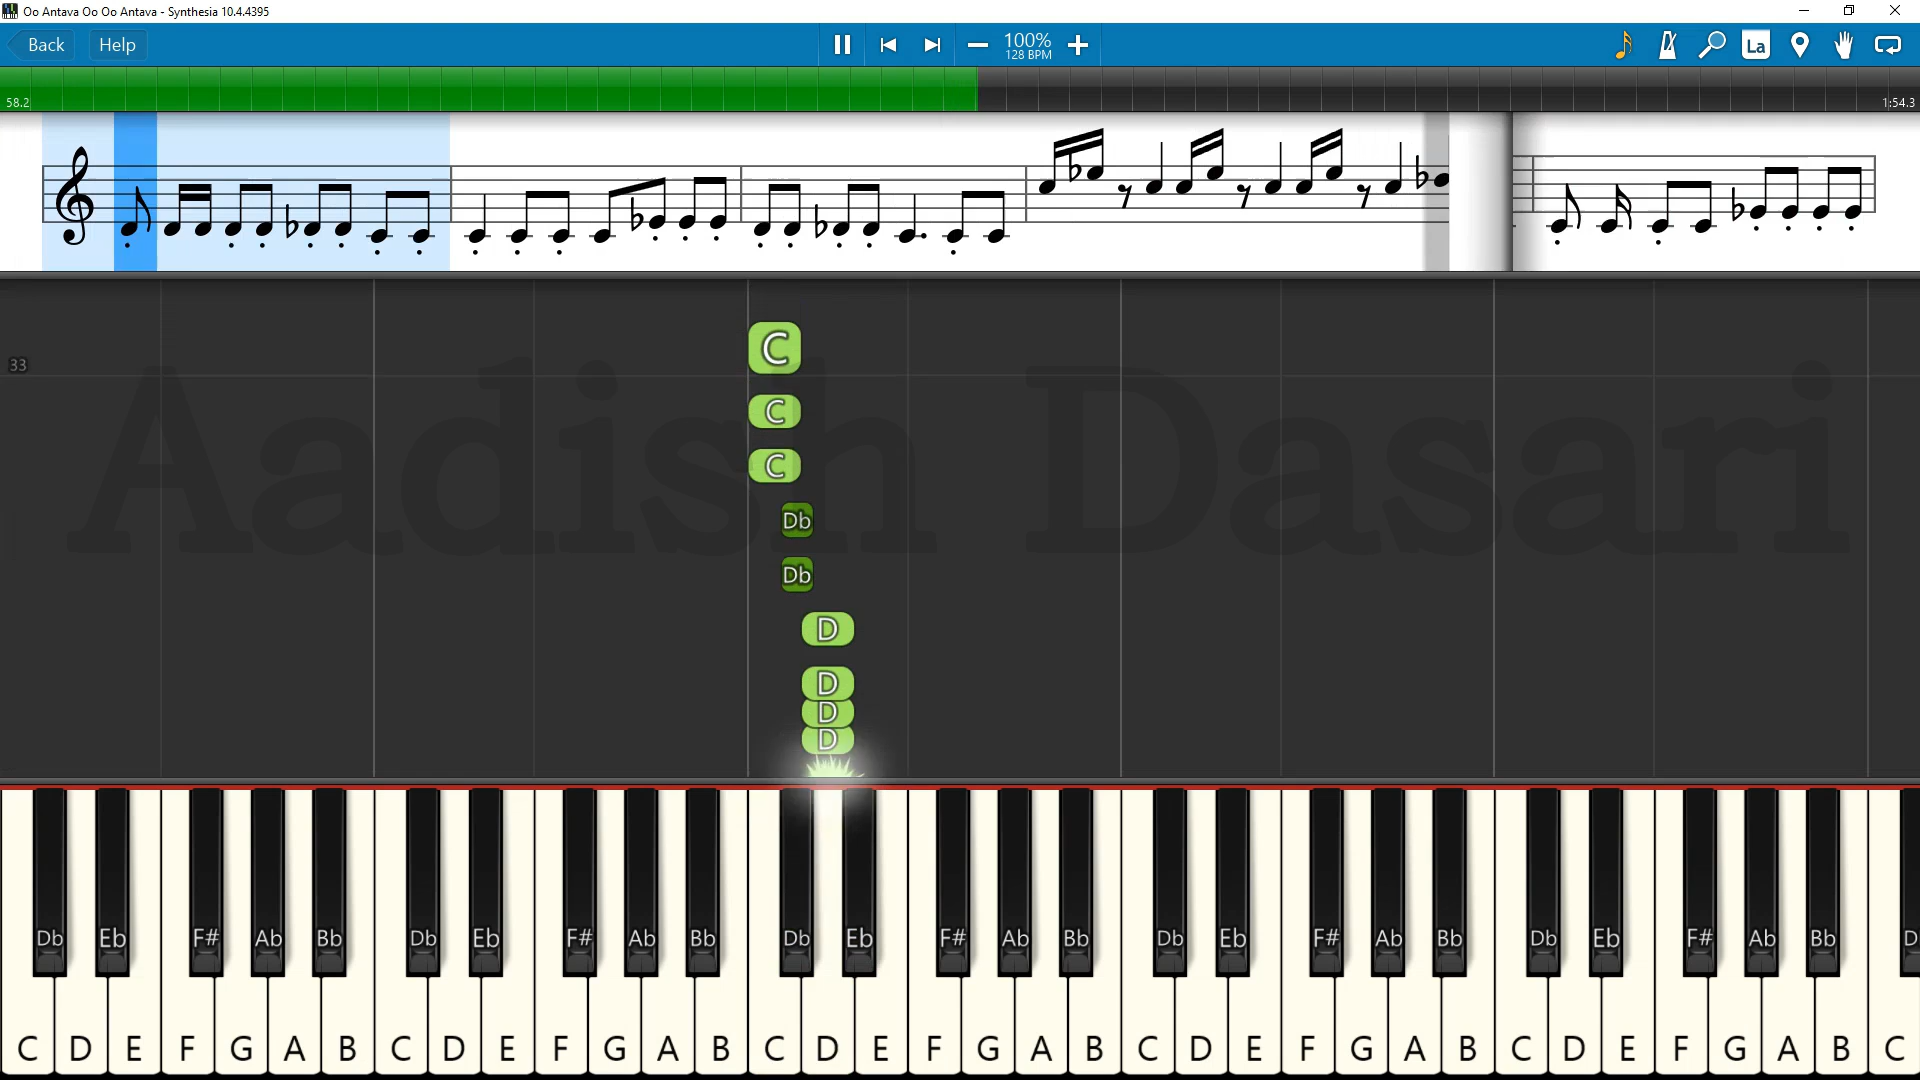 Oo Antava Oo Oo Antava - Synthesia 10.4.4395
Back Help 100% La
128 BPM
58.2 1:54.3
C
33
Aadish Dasari
C
C
Db
Db
D
D
D
D
Db Eb F# Ab Bb Db Eb F# Ab Bb Db Eb F# Ab Bb Db Eb F# Ab Bb Db Eb F# Ab Bb D
C D E F G A B C D E F G A B C D E F G A B C D E F G A B C D E F G A B C